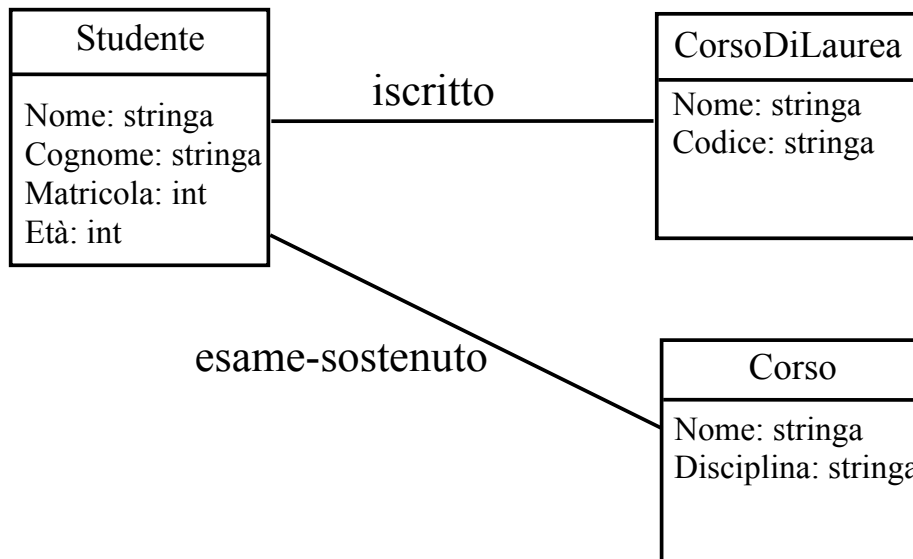 Studente
Nome: stringa
Cognome: stringa
Matricola: int
Età: int
iscritto
CorsoDiLaurea
Nome: stringa
Codice: stringa
esame-sostenuto
Corso
Nome: stringa
Disciplina: stringa